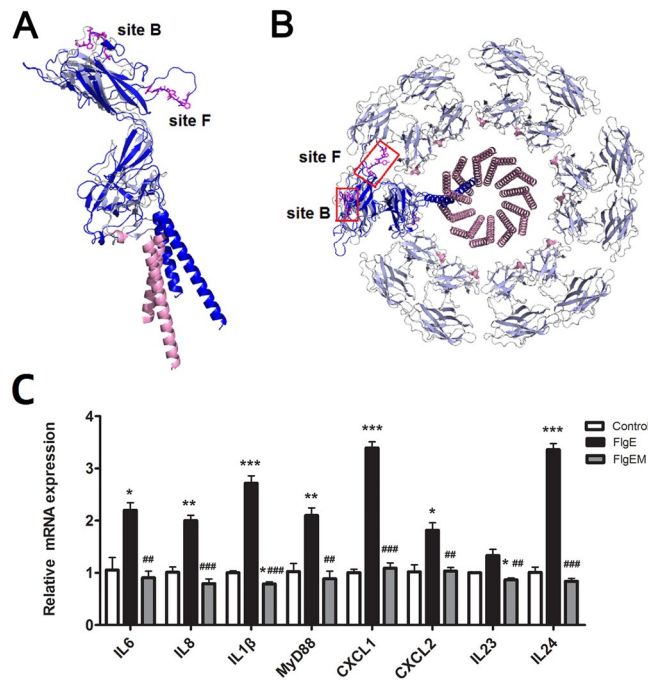 A
site B
site F
B
site F
site B
C
Relative mRNA expression
4
3
2
1
0
* ** *** ** *** * ***
## ### * ### ## ### ## * ## ###
IL6 IL8 IL1β MyD88 CXCL1 CXCL2 IL23 IL24
Control
FlgE
FlgEM